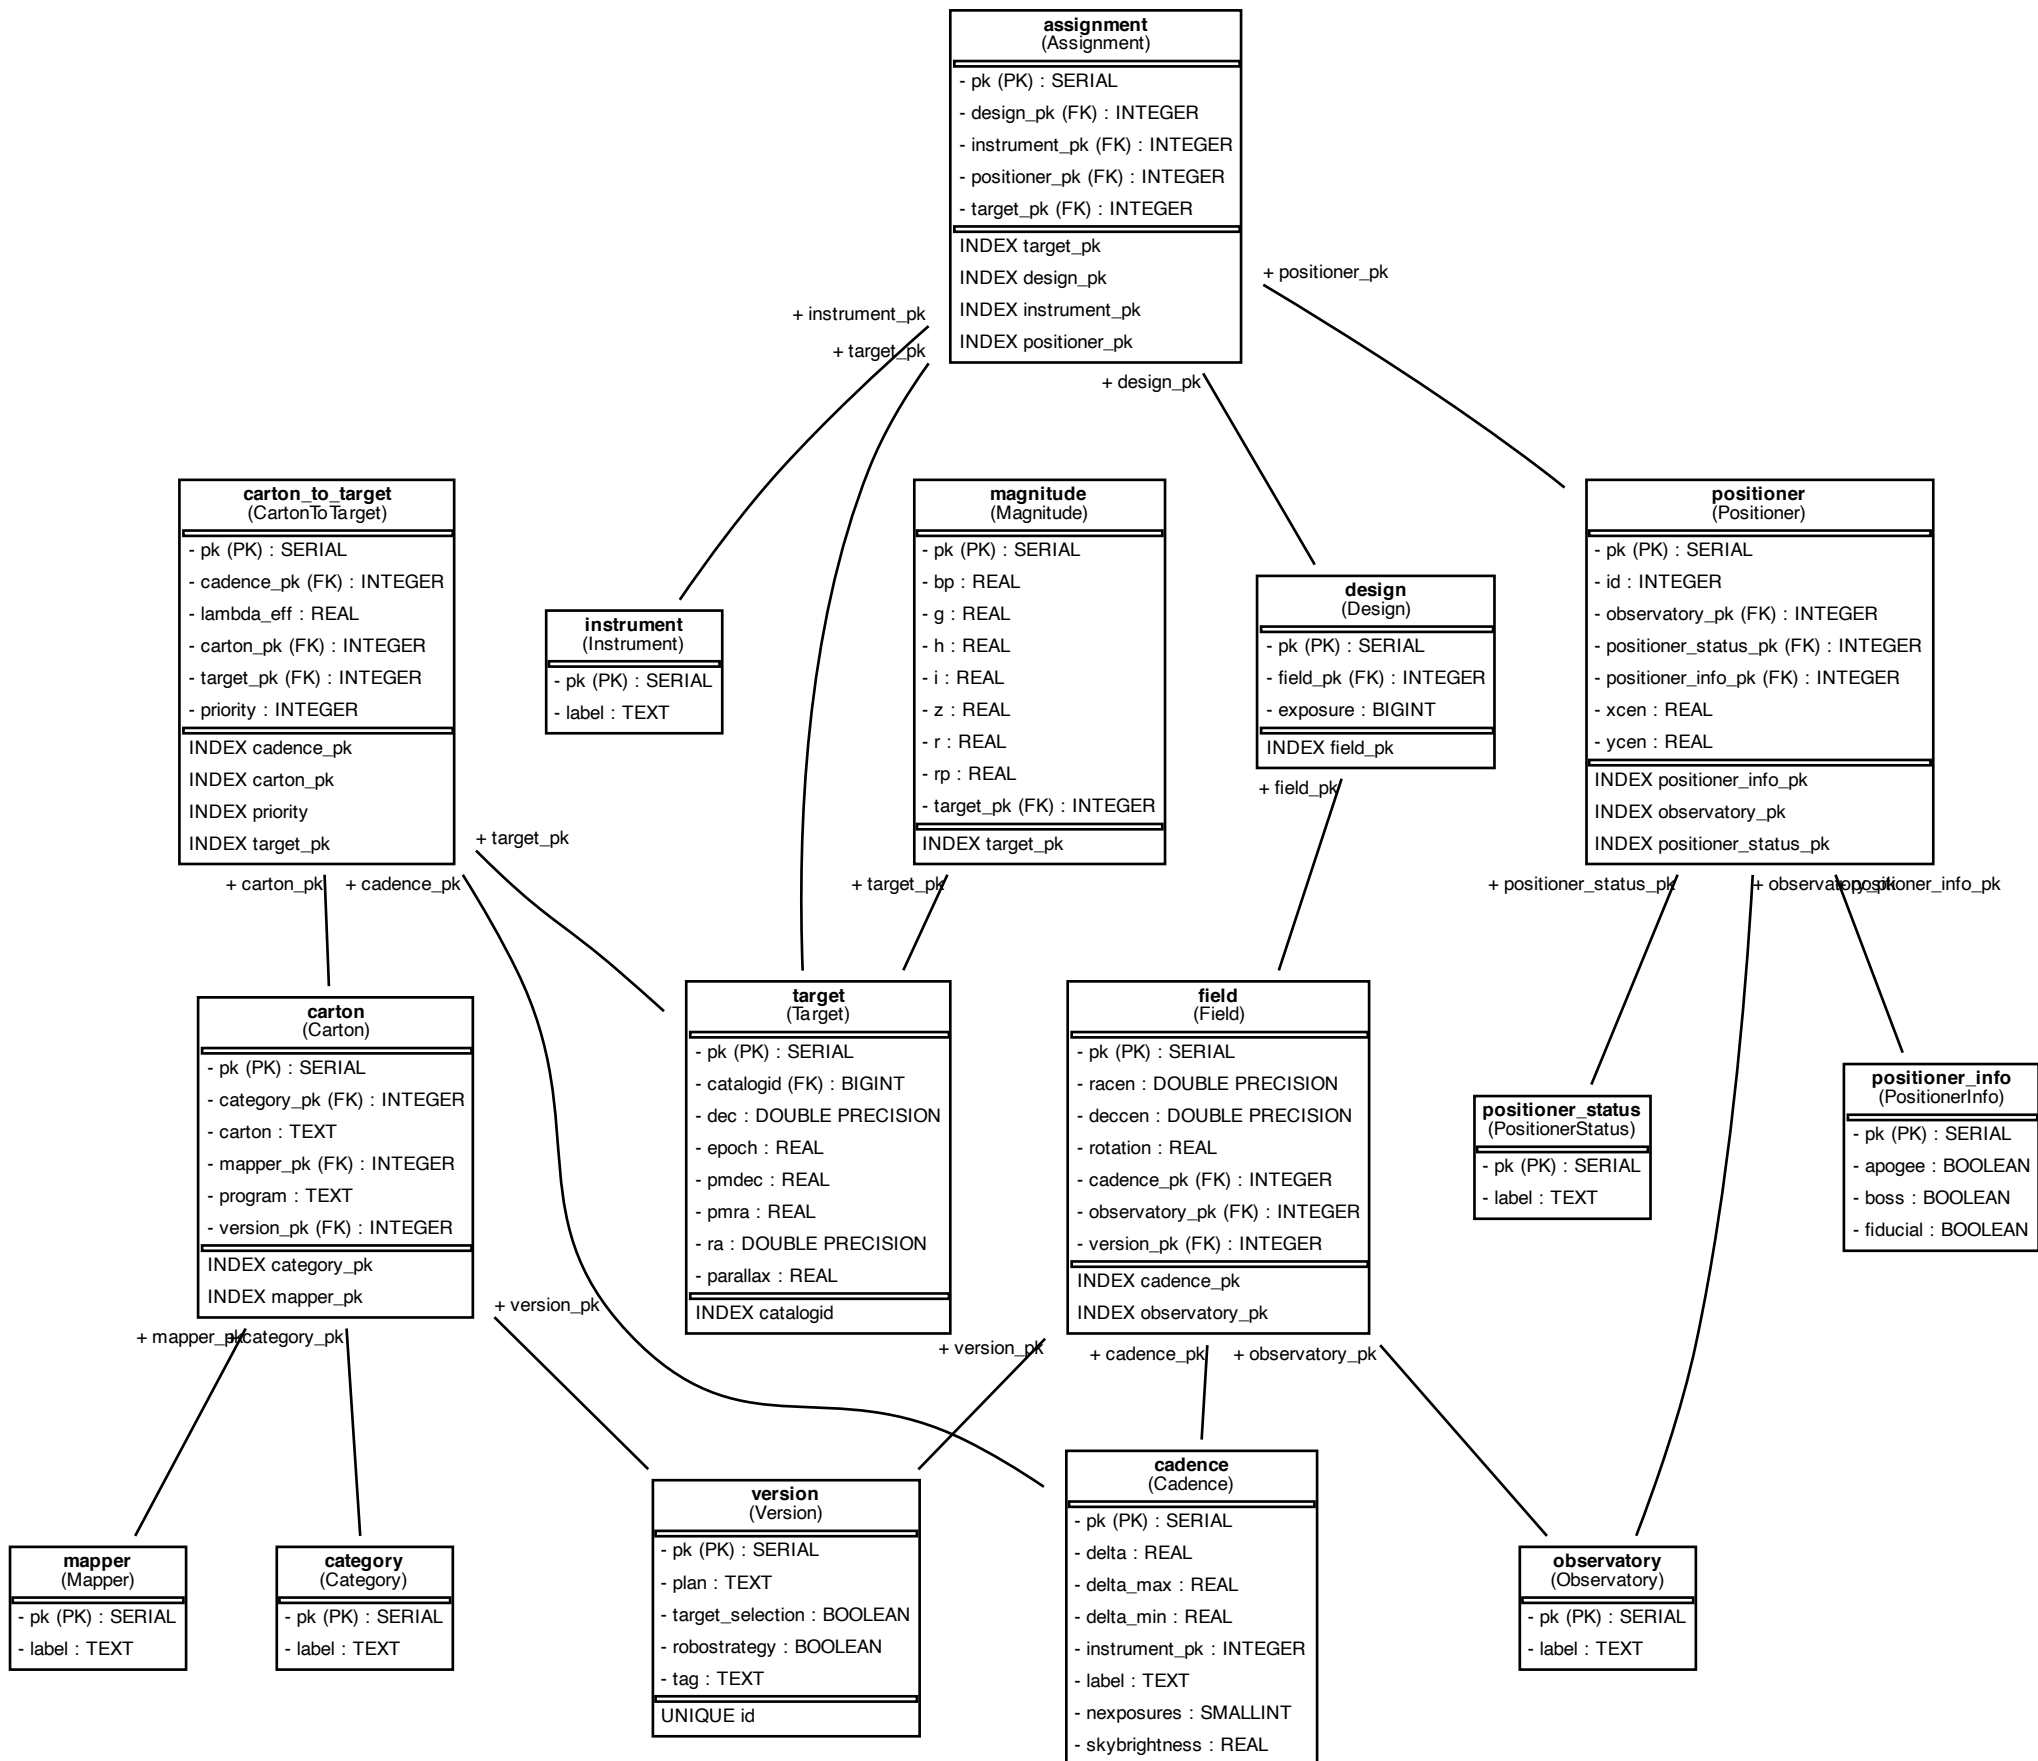 assignment
(Assignment)
- pk (PK) : SERIAL
- design_pk (FK) : INTEGER
- instrument_pk (FK) : INTEGER
- positioner_pk (FK) : INTEGER
- target_pk (FK) : INTEGER
INDEX target_pk
INDEX design_pk
INDEX instrument_pk
INDEX positioner_pk
+ positioner_pk
+ instrument_pk
+ target_pk
+ design_pk
carton_to_target
(CartonToTarget)
- pk (PK) : SERIAL
- cadence_pk (FK) : INTEGER
- lambda_eff : REAL
- carton_pk (FK) : INTEGER
- target_pk (FK) : INTEGER
- priority : INTEGER
INDEX cadence_pk
INDEX carton_pk
INDEX priority
INDEX target_pk
+ target_pk
+ carton_pk
+ cadence_pk
instrument
(Instrument)
- pk (PK) : SERIAL
- label : TEXT
magnitude
(Magnitude)
- pk (PK) : SERIAL
- bp : REAL
- g : REAL
- h : REAL
- i : REAL
- z : REAL
- r : REAL
- rp : REAL
- target_pk (FK) : INTEGER
INDEX target_pk
+ target_pk
design
(Design)
- pk (PK) : SERIAL
- field_pk (FK) : INTEGER
- exposure : BIGINT
INDEX field_pk
+ field_pk
positioner
(Positioner)
- pk (PK) : SERIAL
- id : INTEGER
- observatory_pk (FK) : INTEGER
- positioner_status_pk (FK) : INTEGER
- positioner_info_pk (FK) : INTEGER
- xcen : REAL
- ycen : REAL
INDEX positioner_info_pk
INDEX observatory_pk
INDEX positioner_status_pk
+ positioner_status_pk
+ observatory_pk
+ positioner_info_pk
carton
(Carton)
- pk (PK) : SERIAL
- category_pk (FK) : INTEGER
- carton : TEXT
- mapper_pk (FK) : INTEGER
- program : TEXT
- version_pk (FK) : INTEGER
INDEX category_pk
INDEX mapper_pk
+ version_pk
+ mapper_pk
+ category_pk
target
(Target)
- pk (PK) : SERIAL
- catalogid (FK) : BIGINT
- dec : DOUBLE PRECISION
- epoch : REAL
- pmdec : REAL
- pmra : REAL
- ra : DOUBLE PRECISION
- parallax : REAL
INDEX catalogid
field
(Field)
- pk (PK) : SERIAL
- racen : DOUBLE PRECISION
- deccen : DOUBLE PRECISION
- rotation : REAL
- cadence_pk (FK) : INTEGER
- observatory_pk (FK) : INTEGER
- version_pk (FK) : INTEGER
INDEX cadence_pk
INDEX observatory_pk
+ version_pk
+ cadence_pk
+ observatory_pk
positioner_status
(PositionerStatus)
- pk (PK) : SERIAL
- label : TEXT
positioner_info
(PositionerInfo)
- pk (PK) : SERIAL
- apogee : BOOLEAN
- boss : BOOLEAN
- fiducial : BOOLEAN
mapper
(Mapper)
- pk (PK) : SERIAL
- label : TEXT
category
(Category)
- pk (PK) : SERIAL
- label : TEXT
version
(Version)
- pk (PK) : SERIAL
- plan : TEXT
- target_selection : BOOLEAN
- robostrategy : BOOLEAN
- tag : TEXT
UNIQUE id
cadence
(Cadence)
- pk (PK) : SERIAL
- delta : REAL
- delta_max : REAL
- delta_min : REAL
- instrument_pk : INTEGER
- label : TEXT
- nexposures : SMALLINT
- skybrightness : REAL
observatory
(Observatory)
- pk (PK) : SERIAL
- label : TEXT